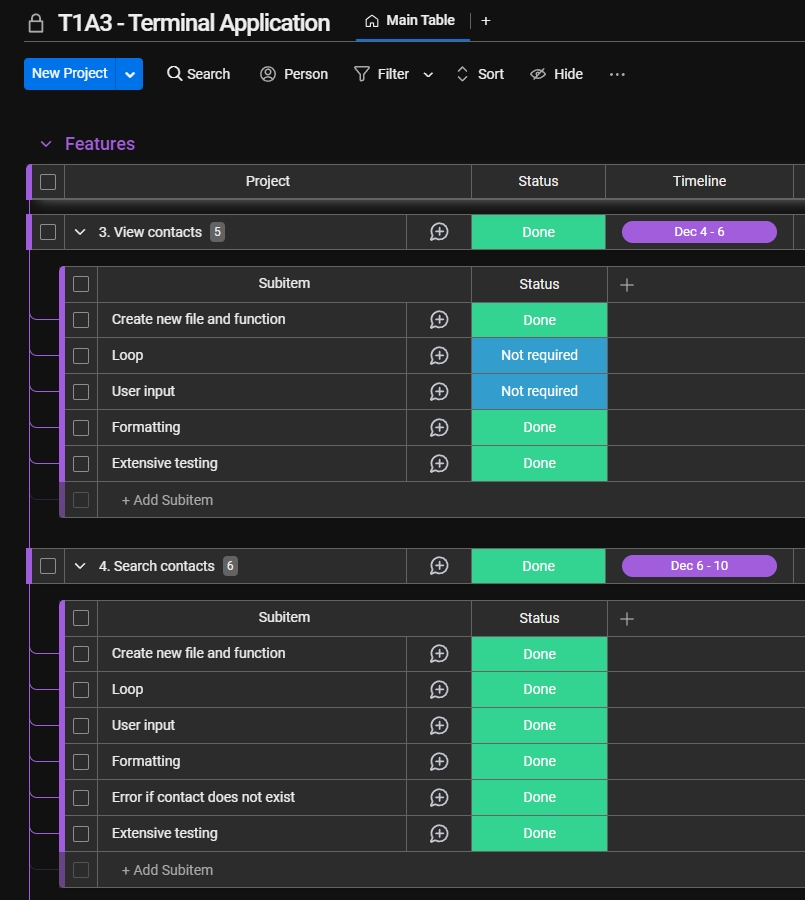 T1A3 - Terminal Application Main Table +
New Project Search Person Filter Sort Hide ...
Features
Project Status Timeline
3. View contacts 5 Done Dec 4 - 6
Subitem Status +
Create new file and function Done
Loop Not required
User input Not required
Formatting Done
Extensive testing Done
+ Add Subitem
4. Search contacts 6 Done Dec 6 - 10
Subitem Status +
Create new file and function Done
Loop Done
User input Done
Formatting Done
Error if contact does not exist Done
Extensive testing Done
+ Add Subitem